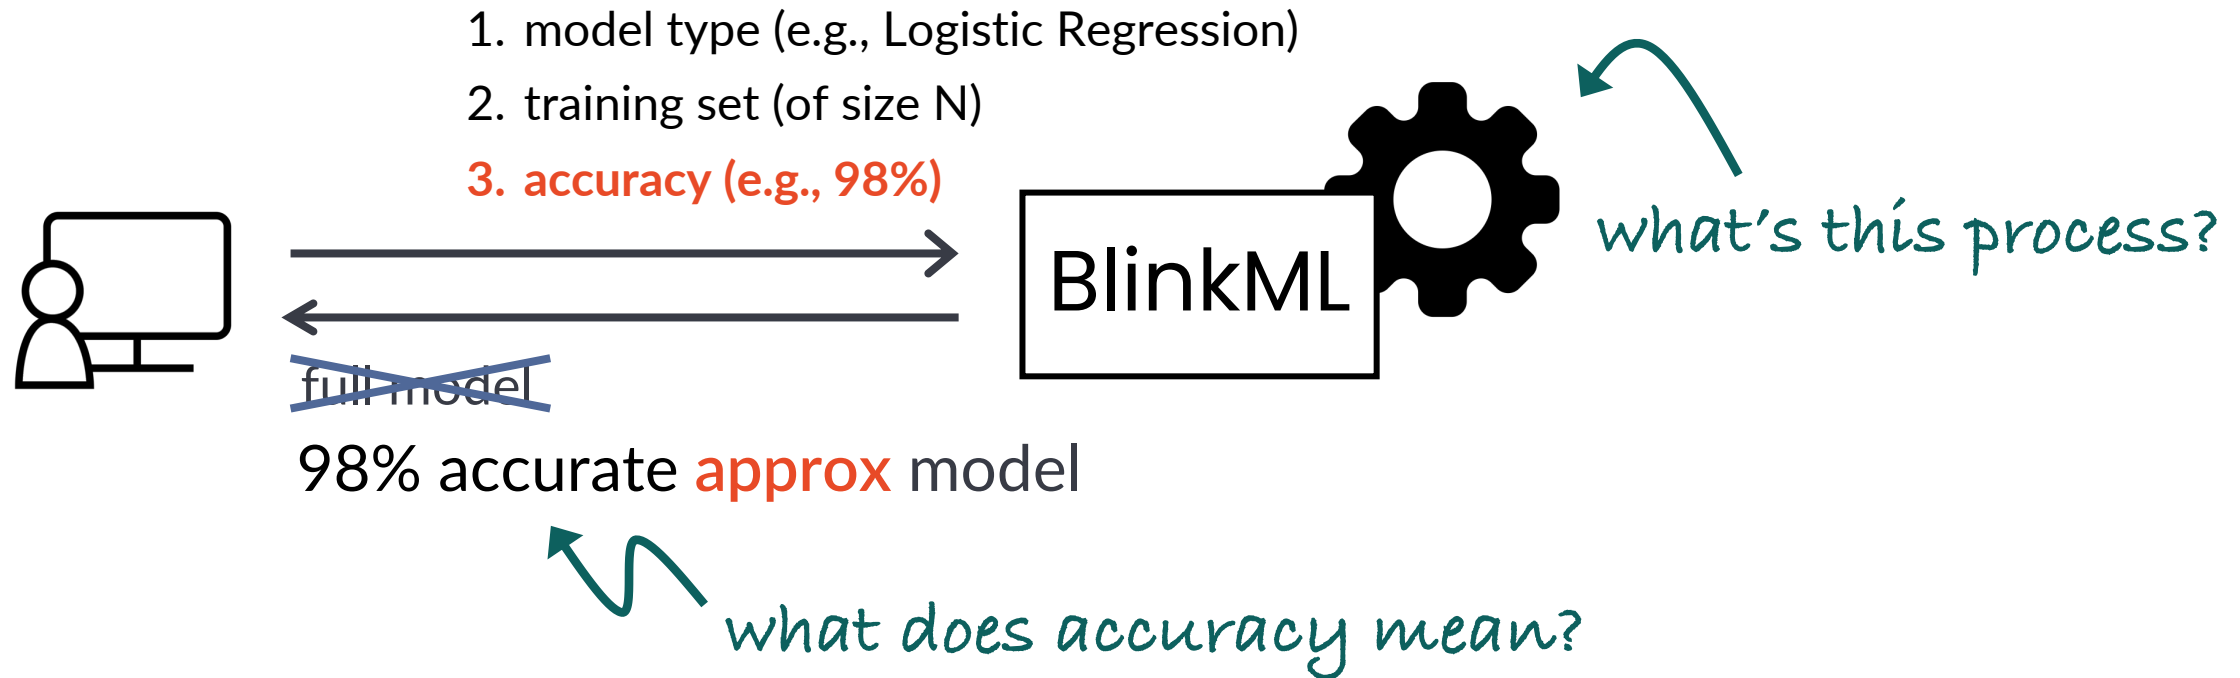 1. model type (e.g., Logistic Regression)
2. training set (of size N)
3. accuracy (e.g., 98%)
BlinkML
what's this process?
full model
98% accurate approx model
what does accuracy mean?